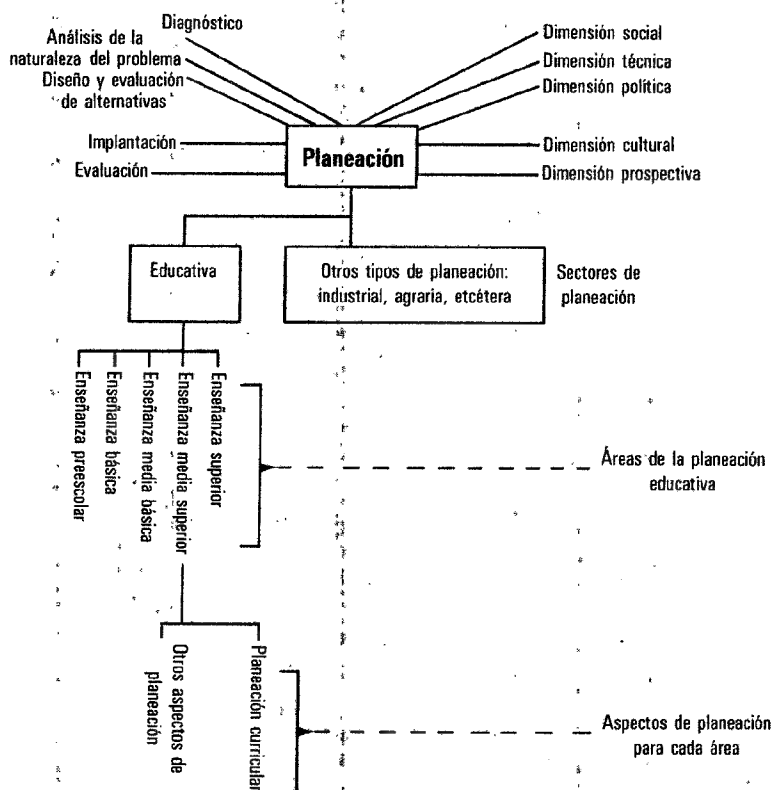 Diagnóstico
Análisis de la
naturaleza del problema
Diseño y evaluación
de alternativas
Implantación
Evaluación
Planeación
Dimensión social
Dimensión técnica
Dimensión política
Dimensión cultural
Dimensión prospectiva
Educativa
Otros tipos de planeación:
industrial, agraria, etcétera
Sectores de
planeación
Enseñanza preescolar
Enseñanza básica
Enseñanza media básica
Enseñanza media superior
Enseñanza superior
Áreas de la planeación
educativa
Otros aspectos de
planeación
Planeación curricular
Aspectos de planeación
para cada área